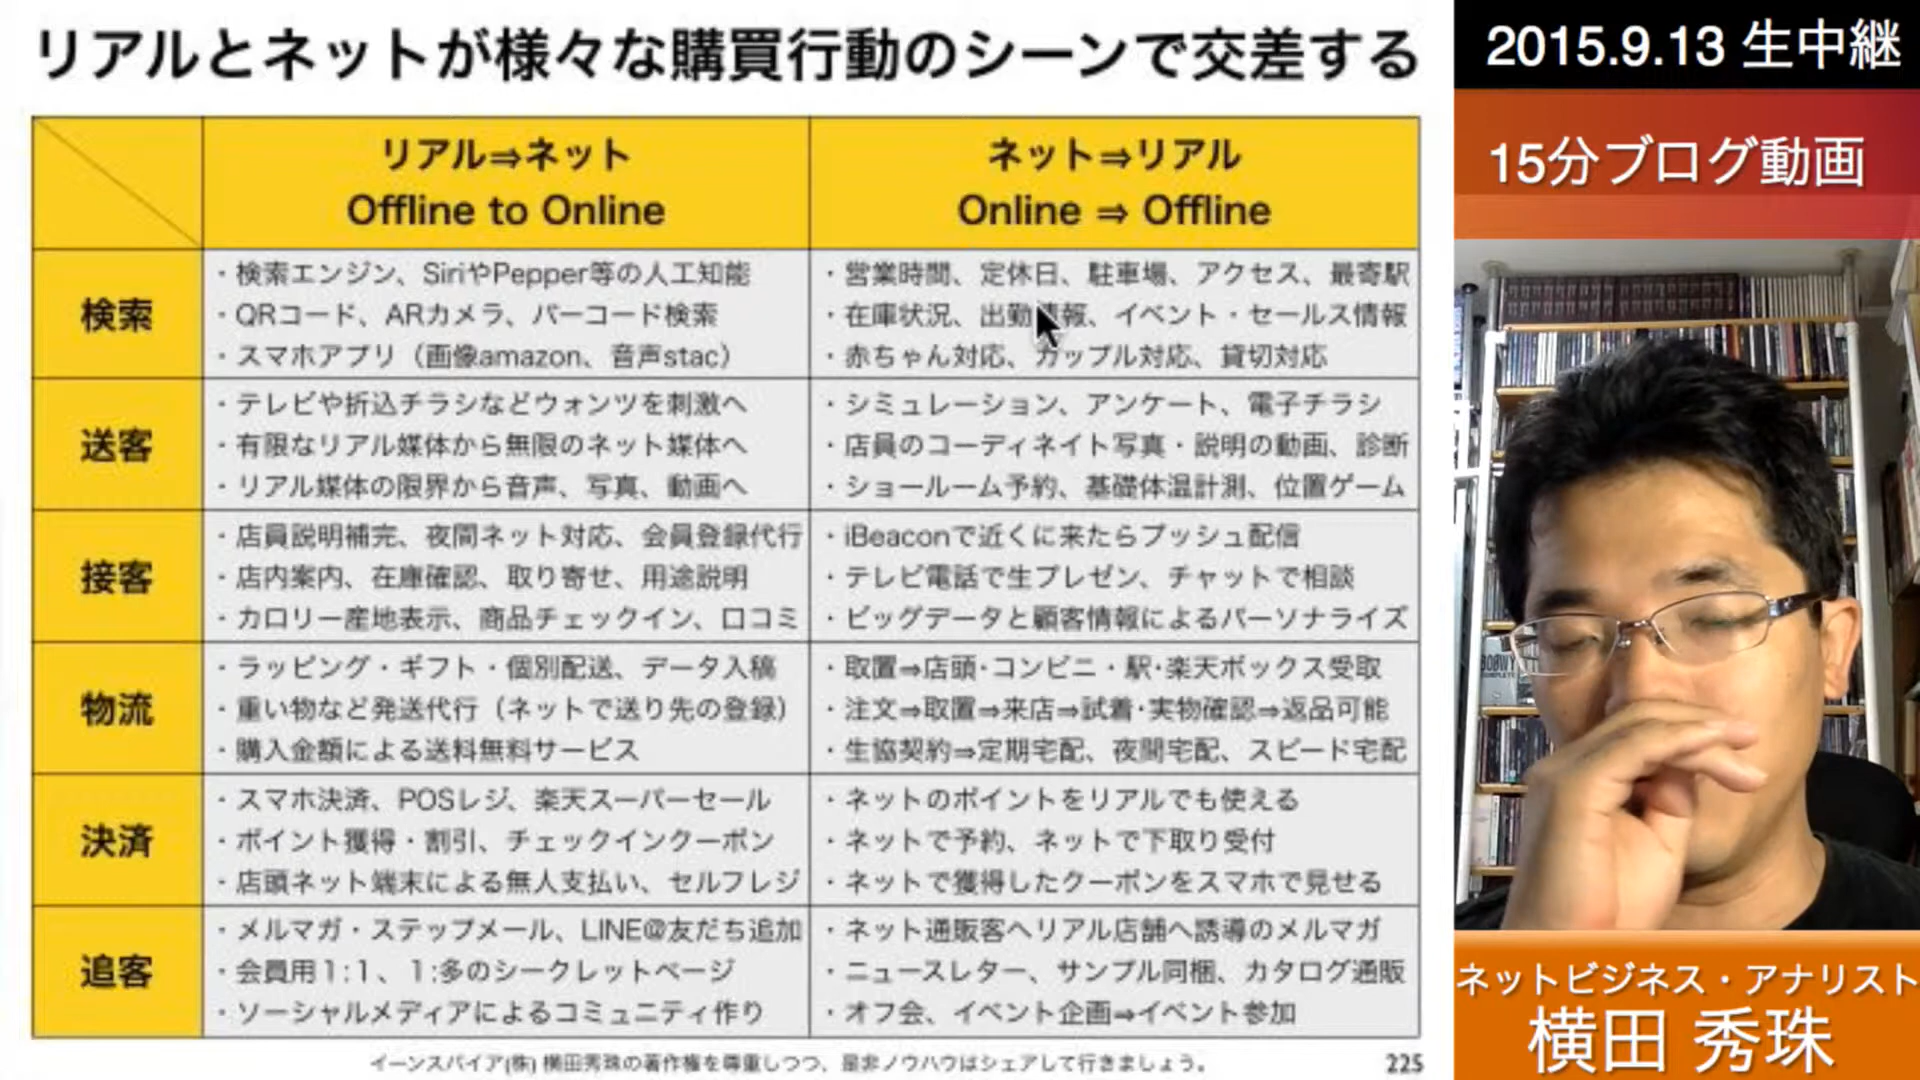 リアルとネットが様々な購買行動のシーンで交差する
リアル⇒ネット
Offline to Online
ネット⇒リアル
Online ⇒ Offline
検索
・検索エンジン、SiriやPepper等の人工知能
・QRコード、ARカメラ、バーコード検索
・スマホアプリ（画像amazon、音声stac）
・営業時間、定休日、駐車場、アクセス、最寄駅
・在庫状況、出勤情報、イベント・セールス情報
・赤ちゃん対応、カップル対応、貸切対応
送客
・テレビや折込チラシなどウォンツを刺激へ
・有限なリアル媒体から無限のネット媒体へ
・リアル媒体の限界から音声、写真、動画へ
・シミュレーション、アンケート、電子チラシ
・店員のコーディネイト写真・説明の動画、診断
・ショールーム予約、基礎体温計測、位置ゲーム
接客
・店員説明補完、夜間ネット対応、会員登録代行
・店内案内、在庫確認、取り寄せ、用途説明
・カロリー産地表示、商品チェックイン、口コミ
・iBeaconで近くに来たらプッシュ配信
・テレビ電話で生プレゼン、チャットで相談
・ビッグデータと顧客情報によるパーソナライズ
物流
・ラッピング・ギフト・個別配送、データ入稿
・重い物など発送代行（ネットで送り先の登録）
・購入金額による送料無料サービス
・取置⇒店頭･コンビニ・駅･楽天ボックス受取
・注文⇒取置⇒来店⇒試着･実物確認⇒返品可能
・生協契約⇒定期宅配、夜間宅配、スピード宅配
決済
・スマホ決済、POSレジ、楽天スーパーセール
・ポイント獲得・割引、チェックインクーポン
・店頭ネット端末による無人支払い、セルフレジ
・ネットのポイントをリアルでも使える
・ネットで予約、ネットで下取り受付
・ネットで獲得したクーポンをスマホで見せる
追客
・メルマガ・ステップメール、LINE@友だち追加
・会員用１:１、１:多のシークレットページ
・ソーシャルメディアによるコミュニティ作り
・ネット通販客へリアル店舗へ誘導のメルマガ
・ニュースレター、サンプル同梱、カタログ通販
・オフ会、イベント企画⇒イベント参加
イーンスパイア(株) 横田秀珠の著作権を尊重しつつ、是非ノウハウはシェアして行きましょう。
225
2015.9.13 生中継
15分ブログ動画
ネットビジネス・アナリスト
横田 秀珠